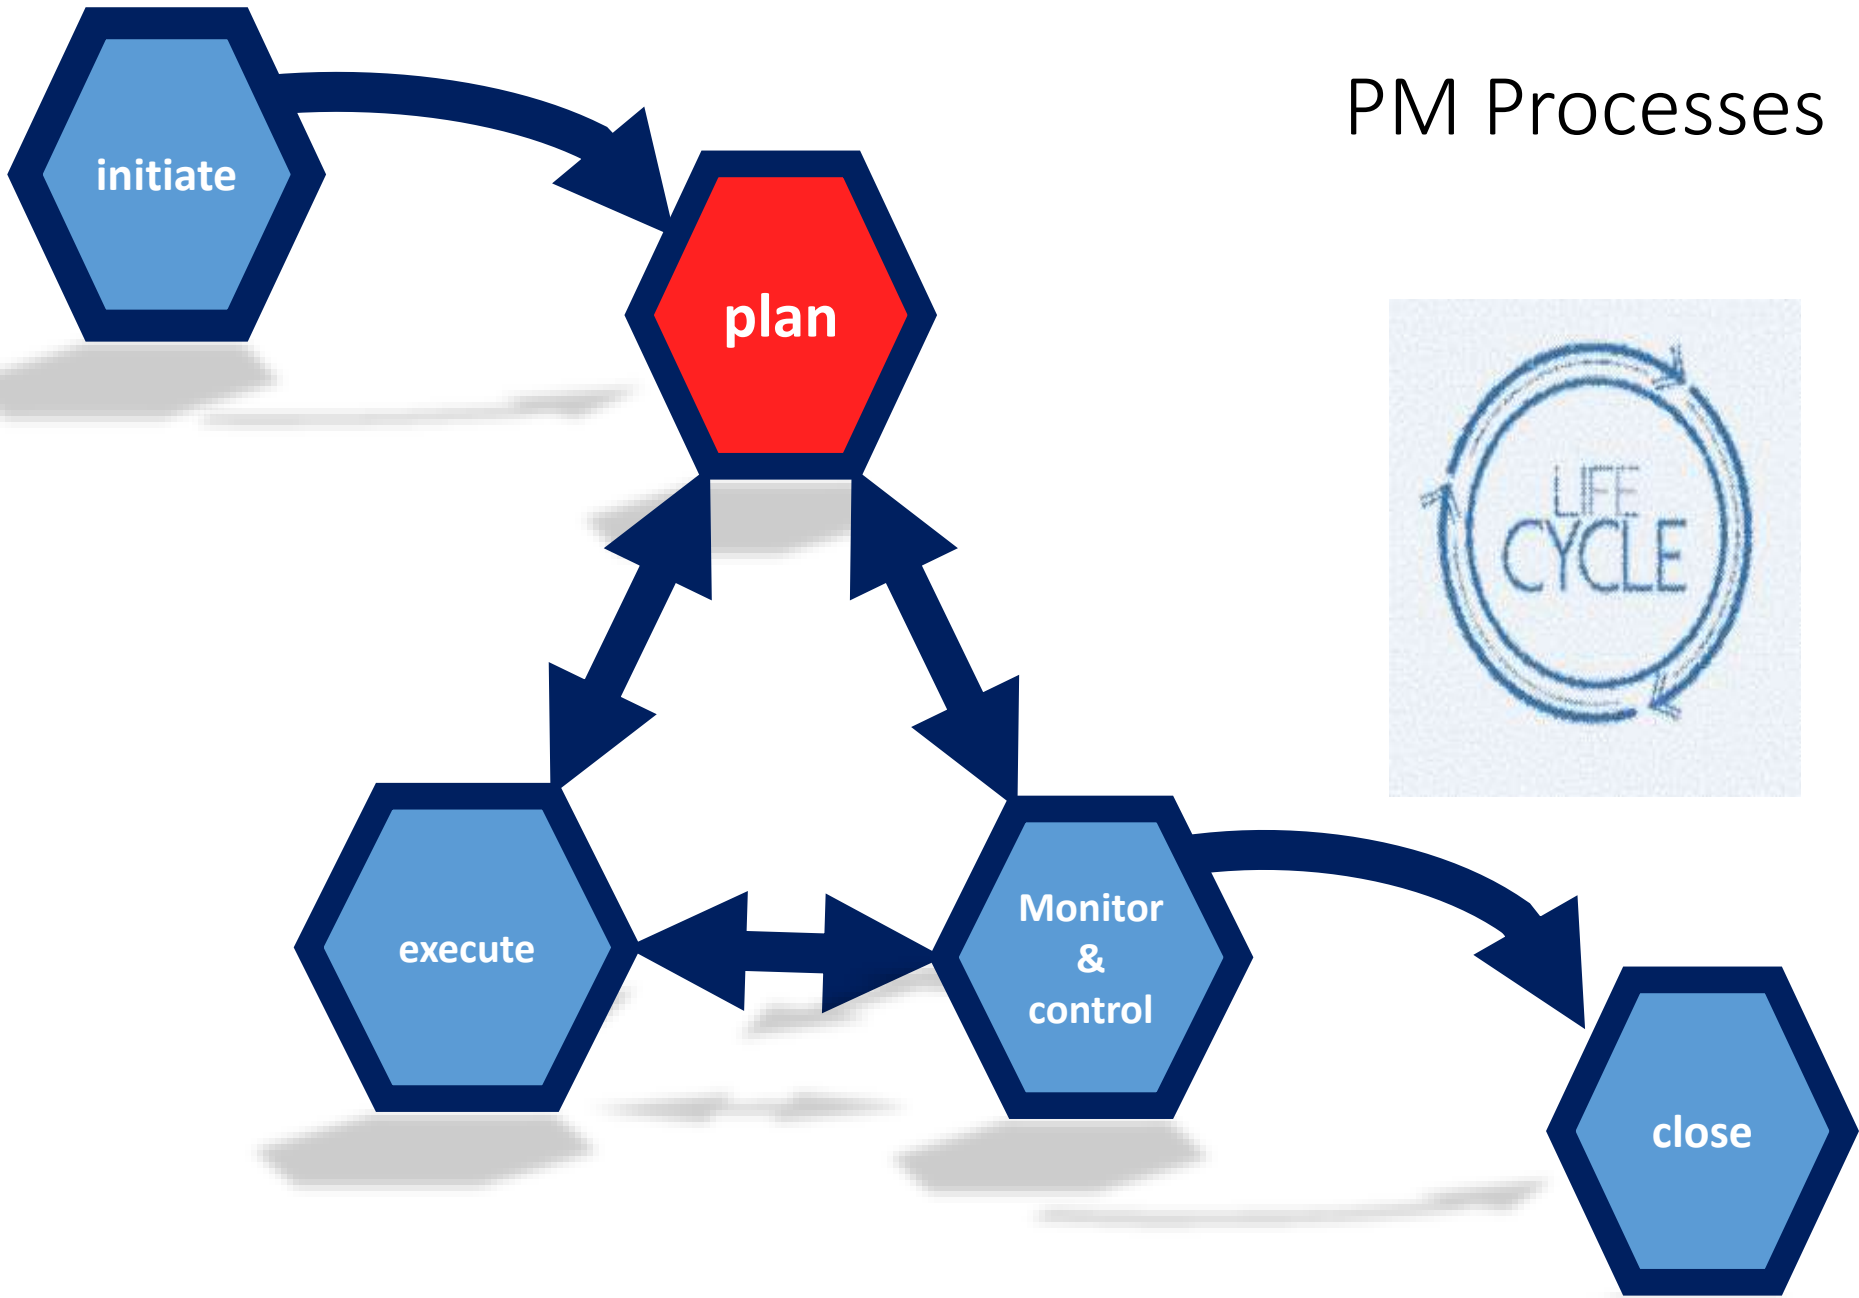 PM Processes
initiate
plan
LIFE
CYCLE
execute
Monitor
&
control
close